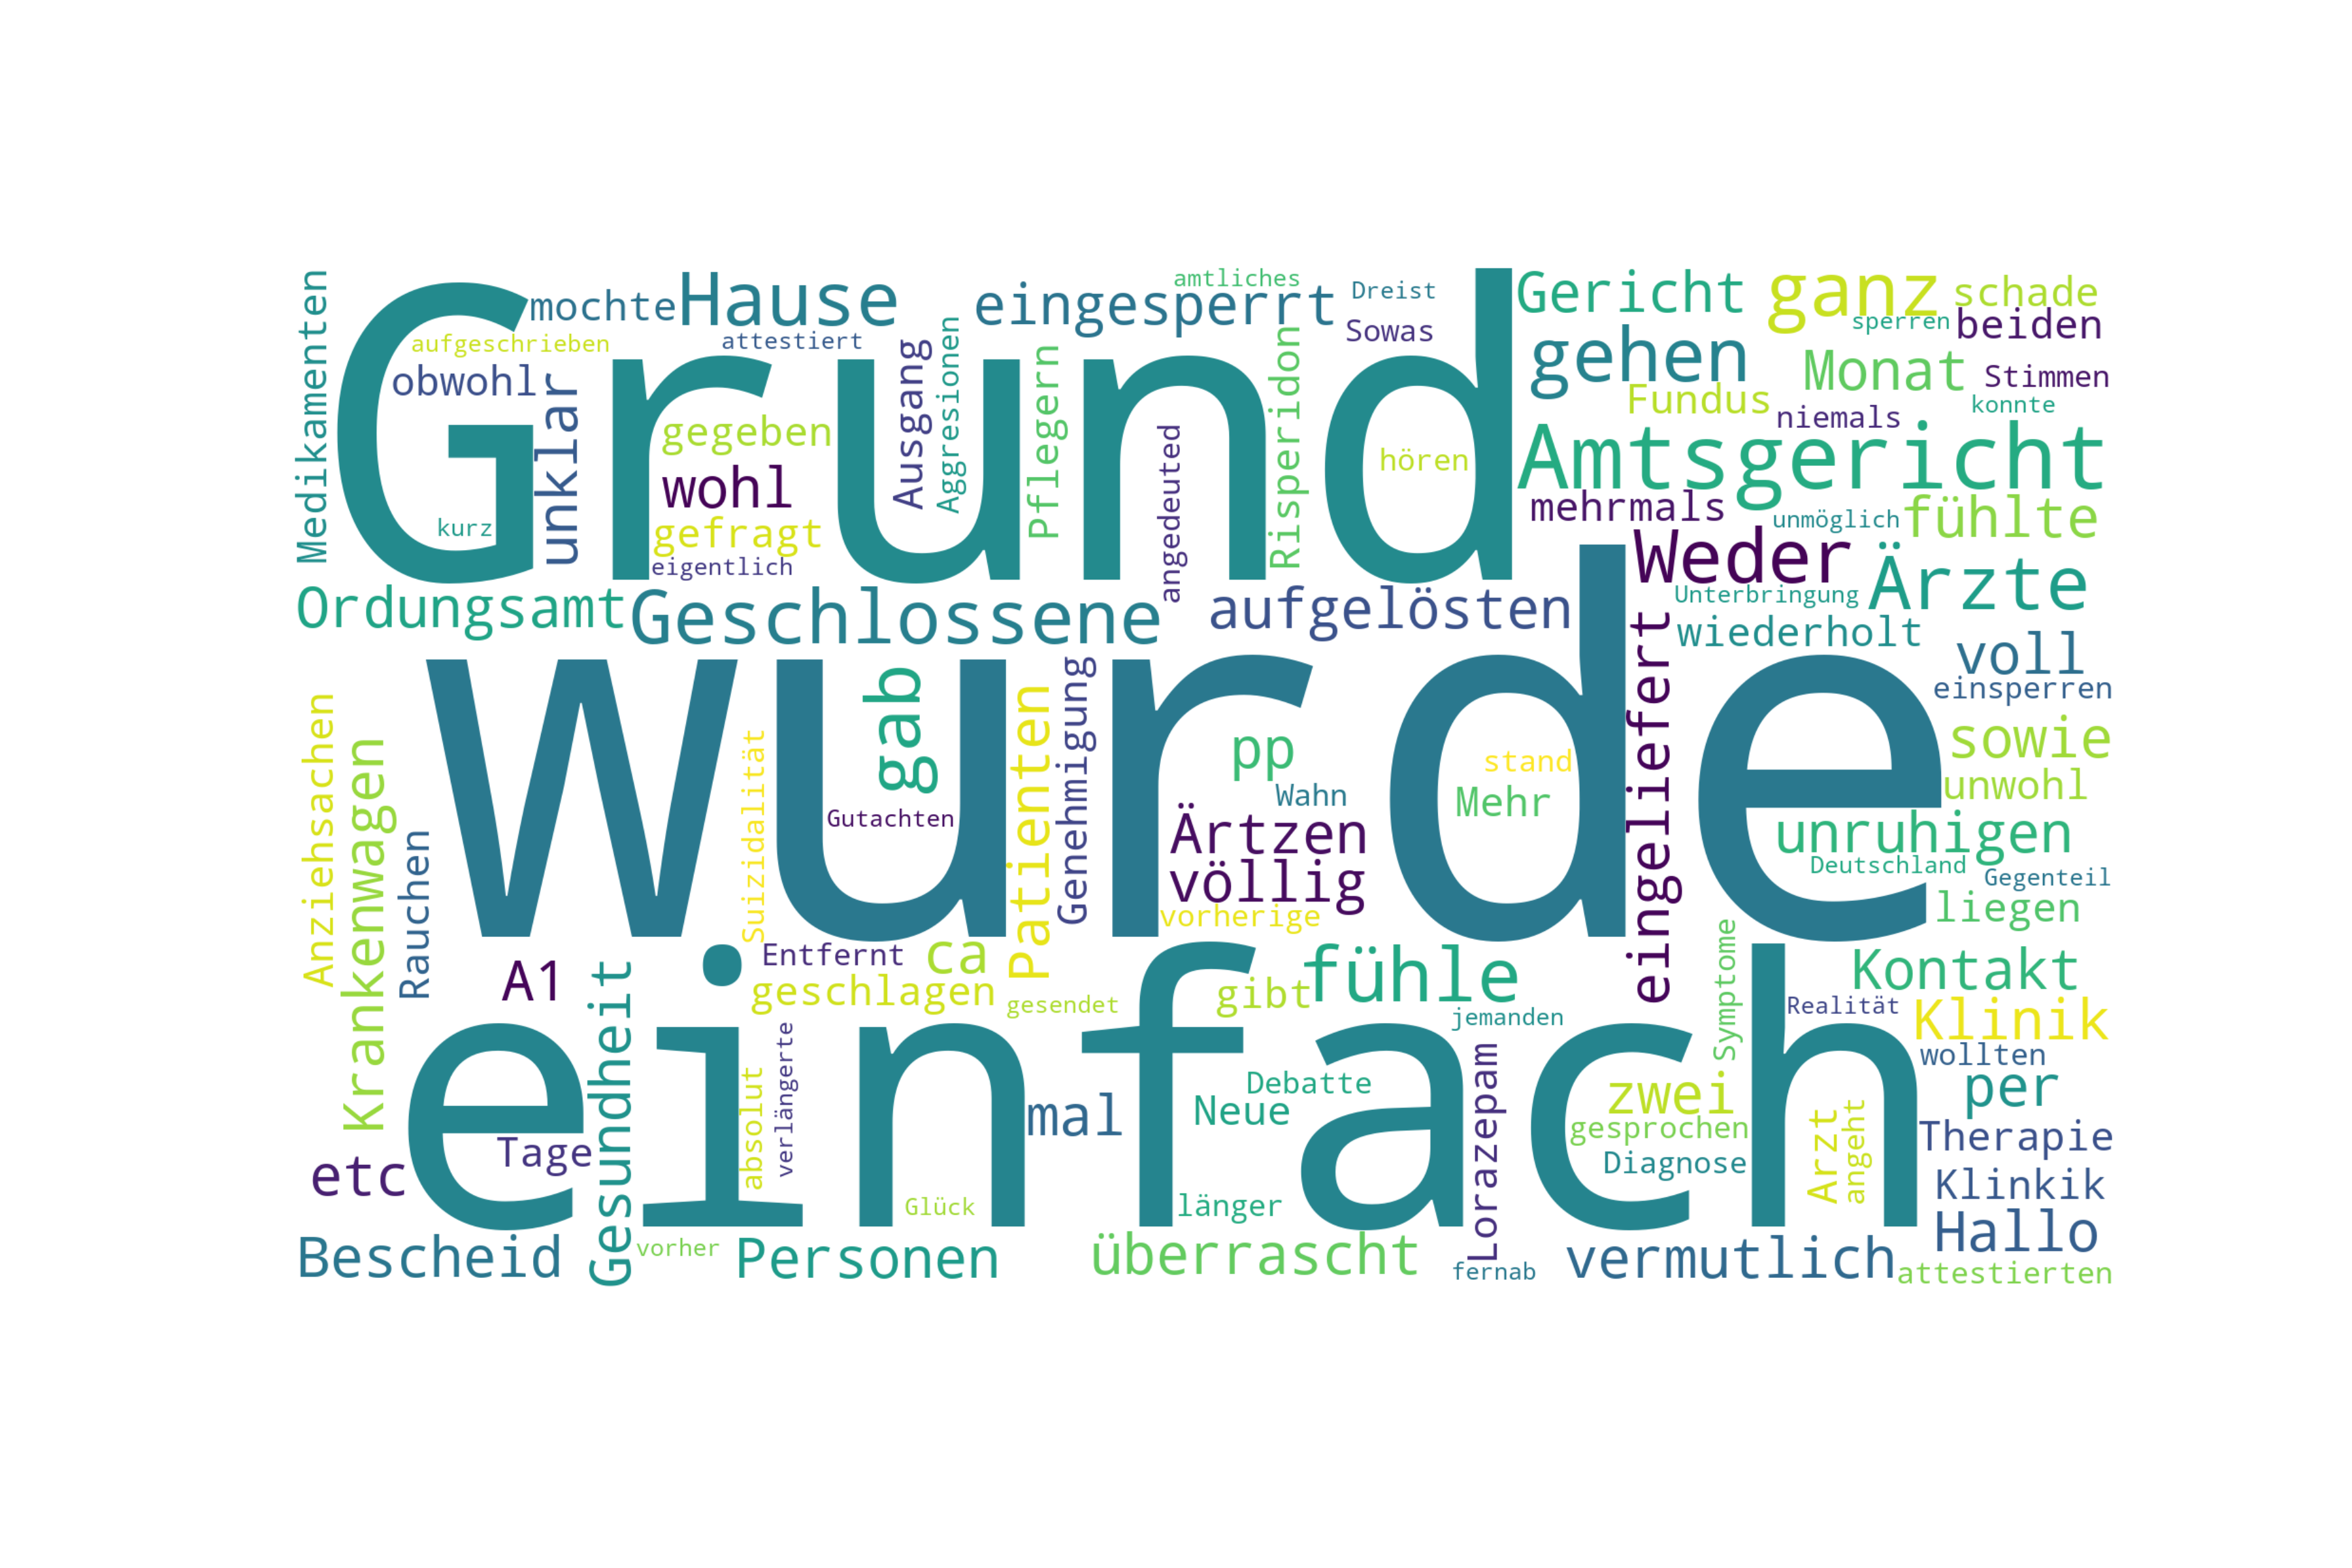 Medikamenten
mochte
Hause
eingesperrt
amtliches
Dreist
Gericht
ganz
schade
aufgeschrieben
attestiert
Sowas
sperren
beiden
Grund
obwohl
unklar
Ausgang
Aggresionen
Pflegern
Risperidon
gehen
Monat
Stimmen
Fundus
niemals
konnte
gegeben
wohl
angedeuted
hören
Amtsgericht
kurz
gefragt
eigentlich
mehrmals
unmöglich
fühlte
Weder
Ärzte
Ordungsamt
Geschlossene
aufgelösten
Unterbringung
wiederholt
eingeliefert
voll
einsperren
wurde
Anziehsachen
Krankenwagen
Rauchen
Suizidalität
gab
Gutachten
Patienten
Genehmigung
pp
Wahn
stand
Mehr
Ärtzen
völlig
vorherige
sowie
unwohl
unruhigen
Deutschland
Gegenteil
liegen
A1
Gesundheit
Entfernt
ca
geschlagen
gesendet
gibt
fühle
jemanden
Symptome
Realität
Kontakt
Klinik
wollten
einfach
Tage
absolut
verlängerte
mal
Debatte
Neue
Lorazepam
zwei
gesprochen
Diagnose
Arzt
angeht
per
Therapie
etc
Glück
länger
Klinkik
Hallo
Bescheid
vorher
Personen
überrascht
fernab
vermutlich
attestierten